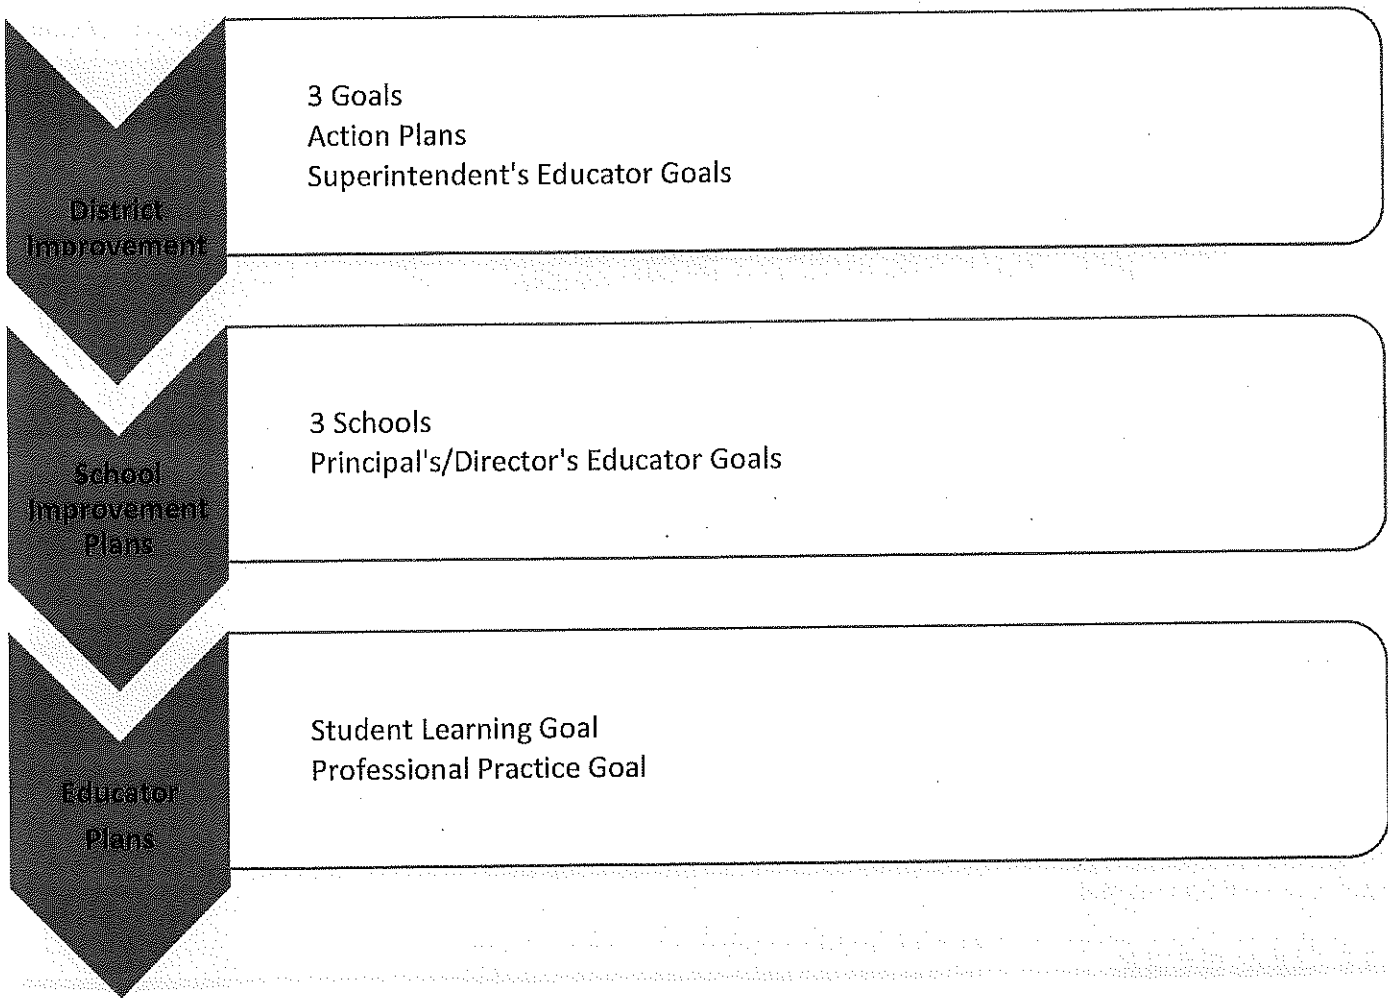 District
Improvement
3 Goals
Action Plans
Superintendent's Educator Goals
School
Improvement
Plans
3 Schools
Principal's/Director's Educator Goals
Educator
Plans
Student Learning Goal
Professional Practice Goal